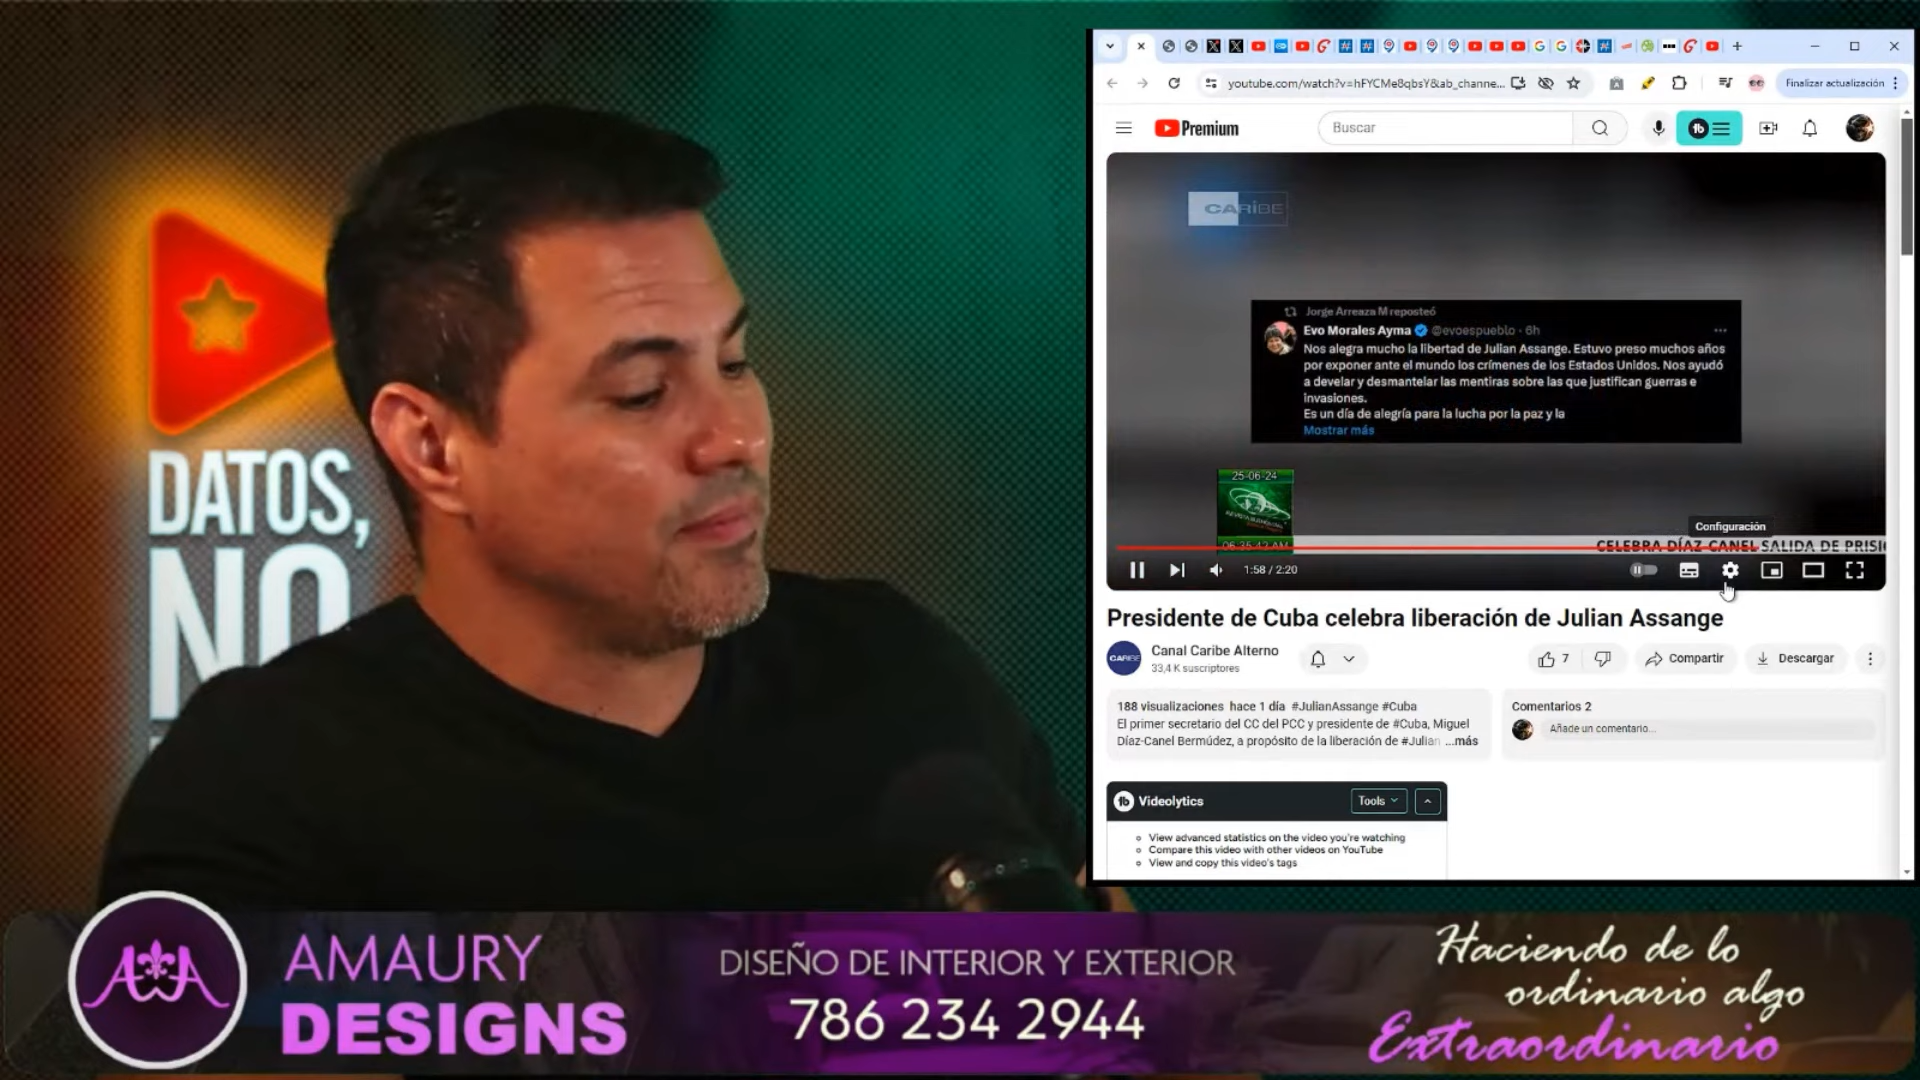 DATOS,
NO
youtube.com/watch?v=hFYCMe8qbsY&ab_channe...
Finalizar actualización
Premium
Buscar
CARIBE
Jorge Arreaza M reposteó
Evo Morales Ayma @evoespueblo · 6h
Nos alegra mucho la libertad de Julian Assange. Estuvo preso muchos años
por exponer ante el mundo los crímenes de los Estados Unidos. Nos ayudó
a develar y desmantelar las mentiras sobre las que justifican guerras e
invasiones.
Es un día de alegría para la lucha por la paz y la
Mostrar más
25-06-24
06:35:42 AM
Configuración
CELEBRA DÍAZ-CANEL SALIDA DE PRISI
1:58 / 2:20
Presidente de Cuba celebra liberación de Julian Assange
CARIBE
Canal Caribe Alterno
33,4 K suscriptores
7
Compartir
Descargar
188 visualizaciones hace 1 día #JulianAssange #Cuba
El primer secretario del CC del PCC y presidente de #Cuba, Miguel
Díaz-Canel Bermúdez, a propósito de la liberación de #Julian ...más
Comentarios 2
Añade un comentario...
Videolytics
Tools
View advanced statistics on the video you're watching
Compare this video with other videos on YouTube
View and copy this video's tags
AMAURY
DESIGNS
DISEÑO DE INTERIOR Y EXTERIOR
786 234 2944
Haciendo de lo
ordinario algo
Extraordinario